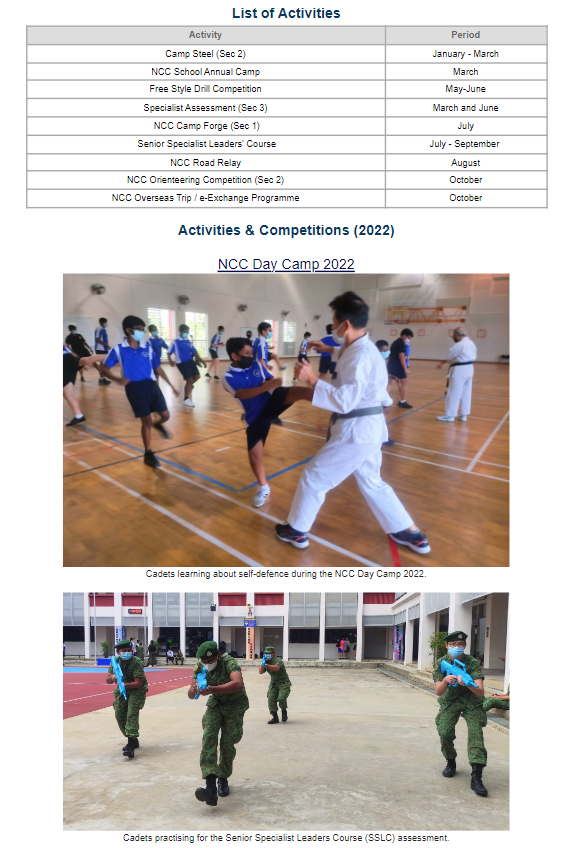 List of Activities
Activity Period
Camp Steel (Sec 2) January - March
NCC School Annual Camp March
Free Style Drill Competition May-June
Specialist Assessment (Sec 3) March and June
NCC Camp Forge (Sec 1) July
Senior Specialist Leaders' Course July - September
NCC Road Relay August
NCC Orienteering Competition (Sec 2) October
NCC Overseas Trip / e-Exchange Programme October
Activities & Competitions (2022)
NCC Day Camp 2022
Cadets learning about self-defence during the NCC Day Camp 2022.
Cadets practising for the Senior Specialist Leaders Course (SSLC) assessment.